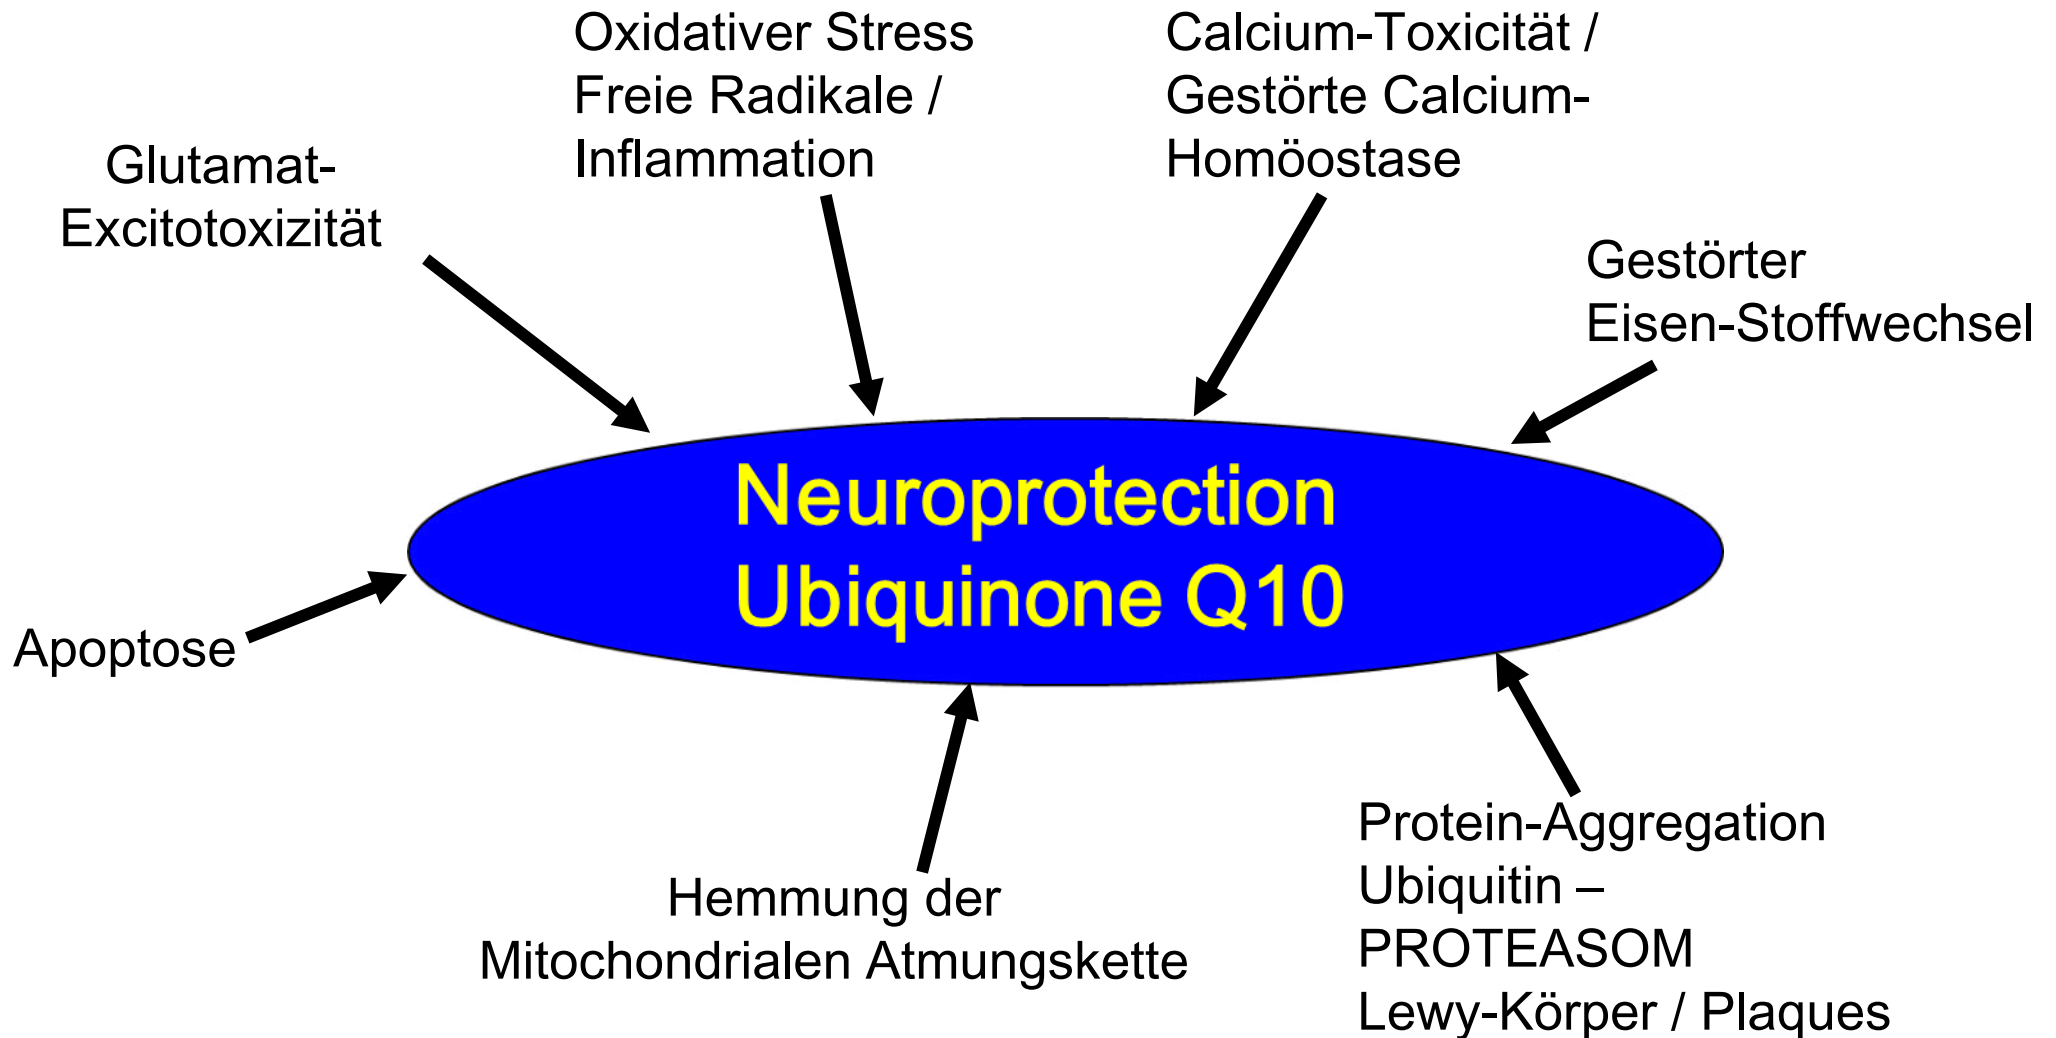 Oxidativer Stress
Freie Radikale /
Inflammation
Calcium-Toxicität /
Gestörte Calcium-
Homöostase
Glutamat-
Excitotoxizität
Gestörter
Eisen-Stoffwechsel
Neuroprotection
Ubiquinone Q10
Apoptose
Hemmung der
Mitochondrialen Atmungskette
Protein-Aggregation
Ubiquitin –
PROTEASOM
Lewy-Körper / Plaques